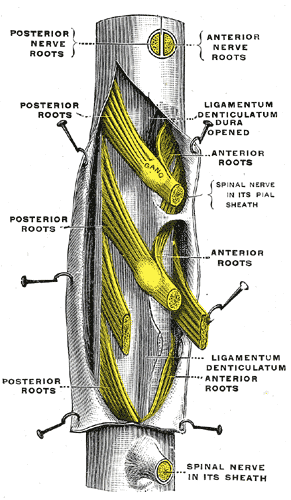 POSTERIOR
NERVE
ROOTS
ANTERIOR
NERVE
ROOTS
POSTERIOR
ROOTS
LIGAMENTUM
DENTICULATUM
DURA
OPENED
GANG
ANTERIOR
ROOTS
SPINAL NERVE
IN ITS PIAL
SHEATH
POSTERIOR
ROOTS
ANTERIOR
ROOTS
LIGAMENTUM
DENTICULATUM
POSTERIOR
ROOTS
ANTERIOR
ROOTS
SPINAL NERVE
IN ITS SHEATH